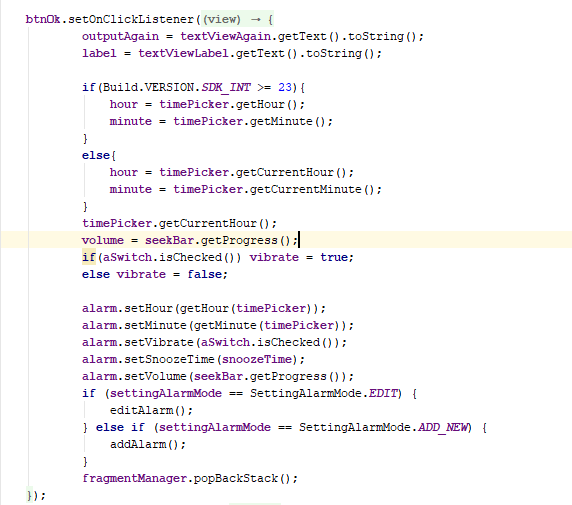 btnOk.setOnClickListener((view) → {
outputAgain = textViewAgain.getText().toString();
label = textViewLabel.getText().toString();
if(Build.VERSION.SDK_INT >= 23){
hour = timePicker.getHour();
minute = timePicker.getMinute();
}
else{
hour = timePicker.getCurrentHour();
minute = timePicker.getCurrentMinute();
}
timePicker.getCurrentHour();
volume = seekBar.getProgress();
if(aSwitch.isChecked()) vibrate = true;
else vibrate = false;
alarm.setHour(getHour(timePicker));
alarm.setMinute(getMinute(timePicker));
alarm.setVibrate(aSwitch.isChecked());
alarm.setSnoozeTime(snoozeTime);
alarm.setVolume(seekBar.getProgress());
if (settingAlarmMode == SettingAlarmMode.EDIT) {
editAlarm();
} else if (settingAlarmMode == SettingAlarmMode.ADD_NEW) {
addAlarm();
}
fragmentManager.popBackStack();
});